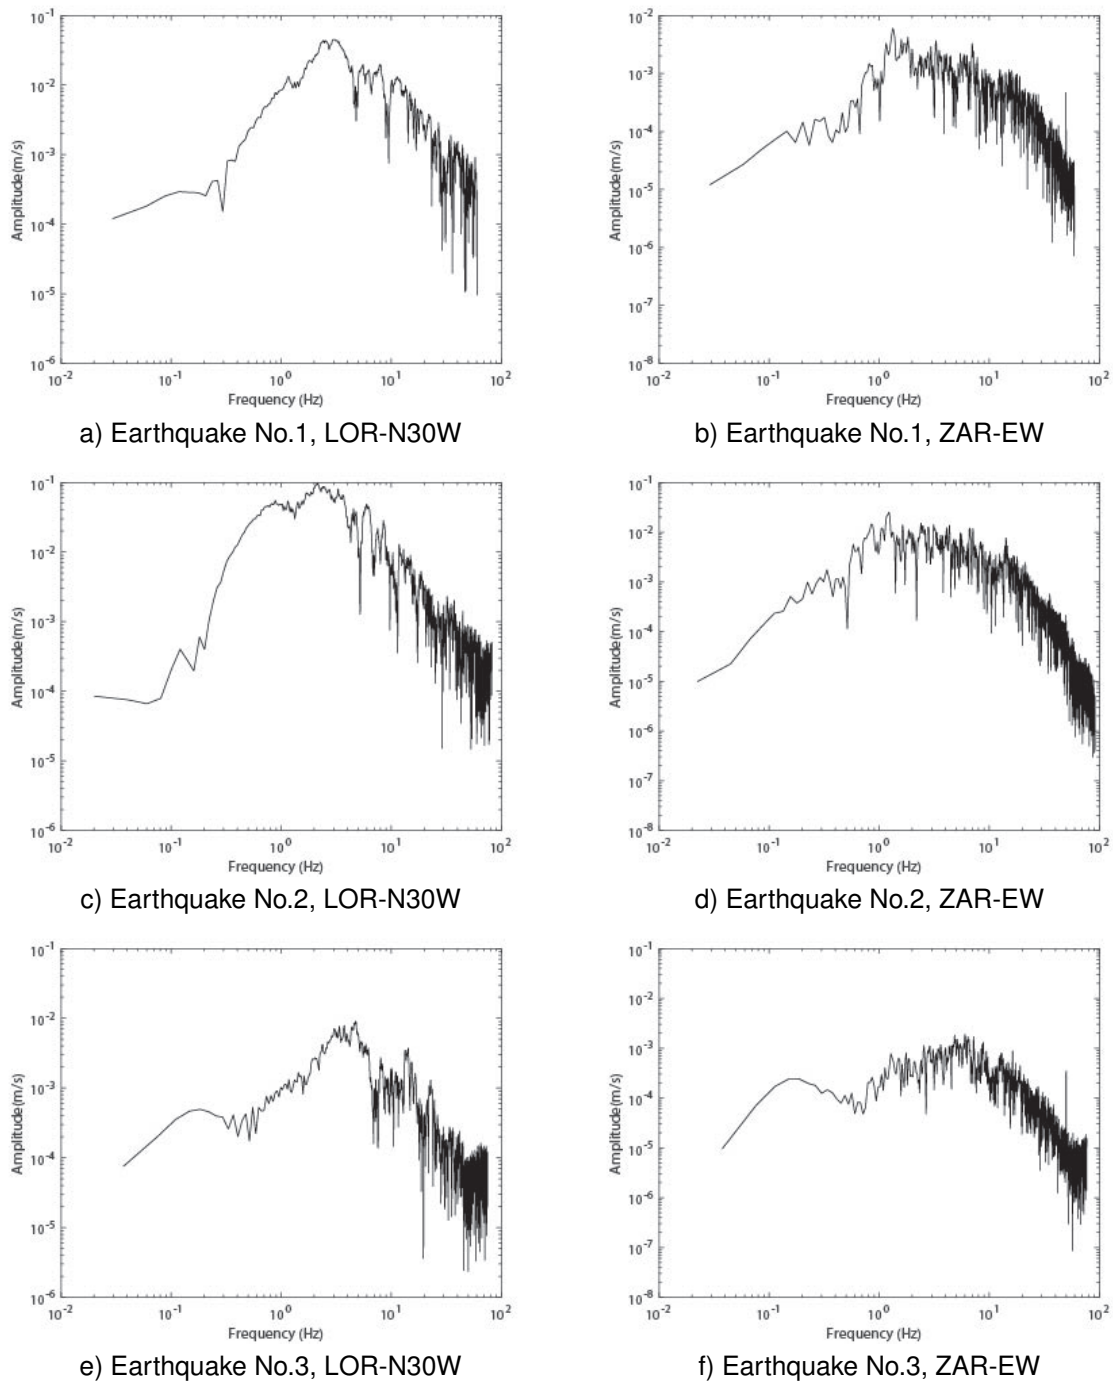 10^-1
10^-2
10^-3
10^-4
10^-5
10^-6
Amplitude(m/s)
10^-2 10^-1 10^0 10^1 10^2
Frequency (Hz)
a) Earthquake No.1, LOR-N30W
10^-2
10^-3
10^-4
10^-5
10^-6
10^-7
10^-8
Amplitude(m/s)
10^-2 10^-1 10^0 10^1 10^2
Frequency (Hz)
b) Earthquake No.1, ZAR-EW
10^-1
10^-2
10^-3
10^-4
10^-5
10^-6
Amplitude(m/s)
10^-2 10^-1 10^0 10^1 10^2
Frequency (Hz)
c) Earthquake No.2, LOR-N30W
10^-1
10^-2
10^-3
10^-4
10^-5
10^-6
10^-7
10^-8
Amplitude(m/s)
10^-2 10^-1 10^0 10^1 10^2
Frequency (Hz)
d) Earthquake No.2, ZAR-EW
10^-1
10^-2
10^-3
10^-4
10^-5
10^-6
Amplitude(m/s)
10^-2 10^-1 10^0 10^1 10^2
Frequency (Hz)
e) Earthquake No.3, LOR-N30W
10^-1
10^-2
10^-3
10^-4
10^-5
10^-6
10^-7
10^-8
Amplitude(m/s)
10^-2 10^-1 10^0 10^1 10^2
Frequency (Hz)
f) Earthquake No.3, ZAR-EW